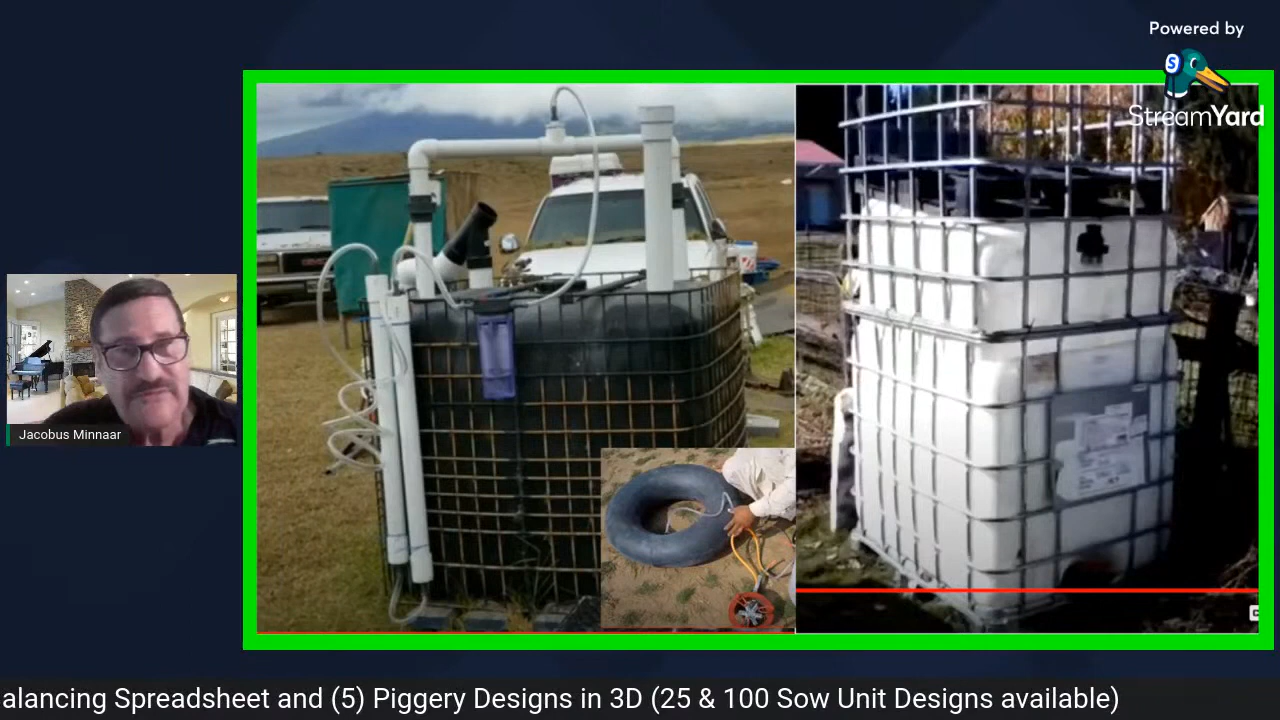 Powered by
StreamYard
Jacobus Minnaar
alancing Spreadsheet and (5) Piggery Designs in 3D (25 & 100 Sow Unit Designs available)